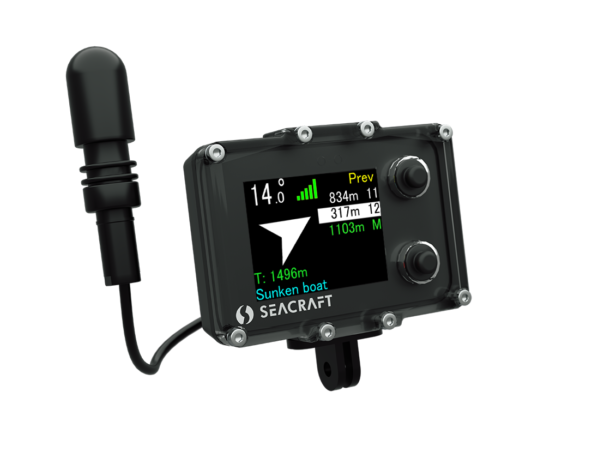 14.0°
Prev
834m 11
317m 12
1103m M
T: 1496m
Sunken boat
SEACRAFT